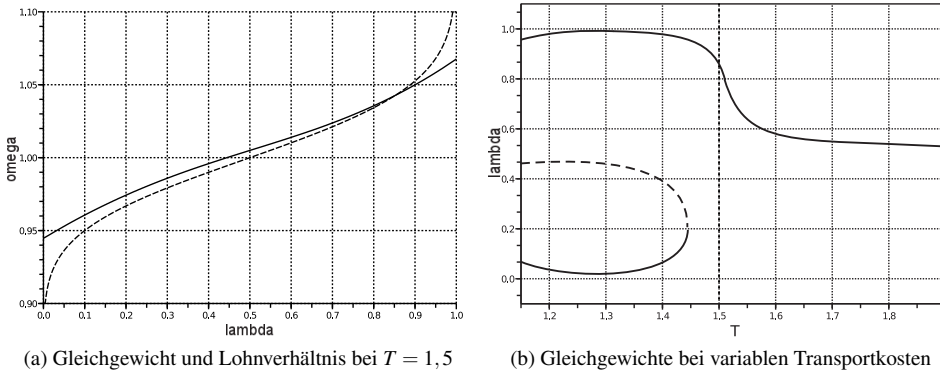 1.10
1.05
1.00
0.95
0.90
omega
0.0 0.1 0.2 0.3 0.4 0.5 0.6 0.7 0.8 0.9 1.0
lambda
(a) Gleichgewicht und Lohnverhältnis bei T = 1,5
1.0
0.8
0.6
0.4
0.2
0.0
lambda
1.2 1.3 1.4 1.5 1.6 1.7 1.8
T
(b) Gleichgewichte bei variablen Transportkosten